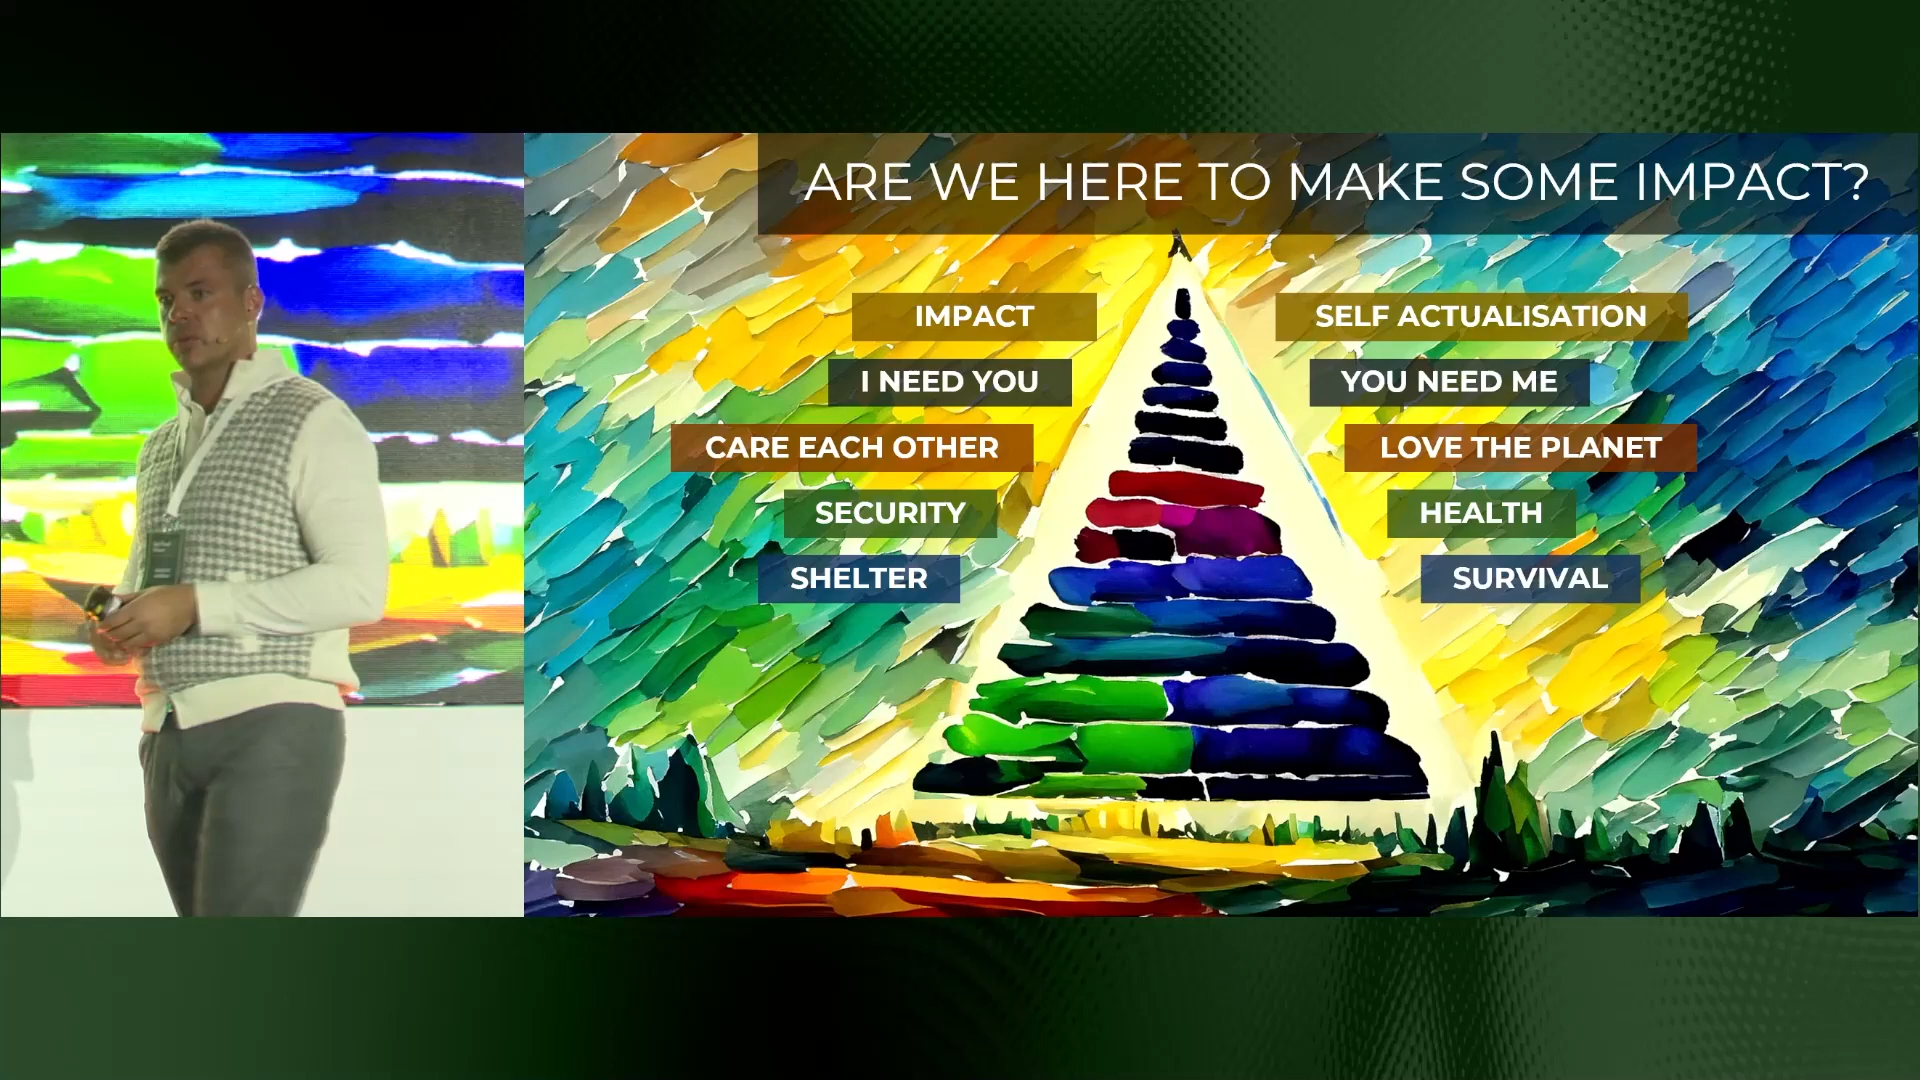 ARE WE HERE TO MAKE SOME IMPACT?
IMPACT
SELF ACTUALISATION
I NEED YOU
YOU NEED ME
CARE EACH OTHER
LOVE THE PLANET
SECURITY
HEALTH
SHELTER
SURVIVAL